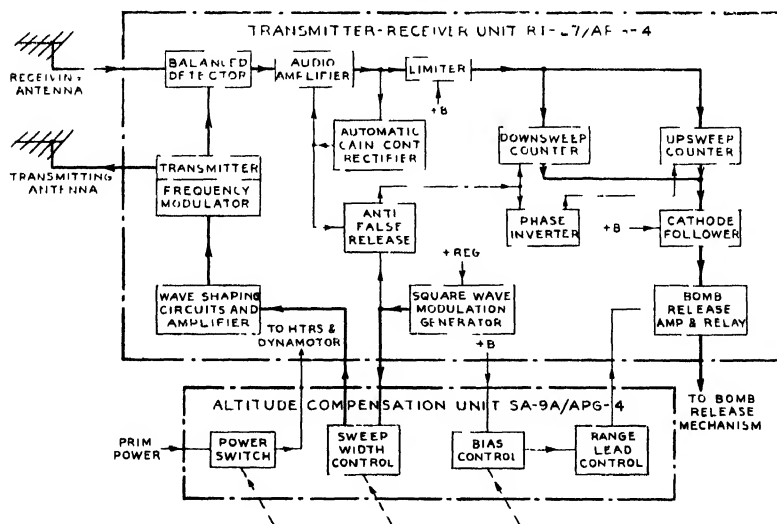 TRANSMITTER-RECEIVER UNIT
RECEIVING
ANTENNA
BALANCED
DETECTOR
AUDIO
AMPLIFIER
LIMITER
+B
AUTOMATIC
GAIN CONT
RECTIFIER
DOWNSWEEP
COUNTER
UPSWEEP
COUNTER
TRANSMITTING
ANTENNA
TRANSMITTER
FREQUENCY
MODULATOR
ANTI
FALSE
RELEASE
PHASE
INVERTER
+B
CATHODE
FOLLOWER
+REG
WAVE SHAPING
CIRCUITS AND
AMPLIFIER
SQUARE WAVE
MODULATION
GENERATOR
BOMB
RELEASE
AMP & RELAY
TO HTRS &
DYNAMOTOR
+B
ALTITUDE COMPENSATION UNIT SA-9A/APG-4
TO BOMB
RELEASE
MECHANISM
PRIM
POWER
POWER
SWITCH
SWEEP
WIDTH
CONTROL
BIAS
CONTROL
RANGE
LEAD
CONTROL